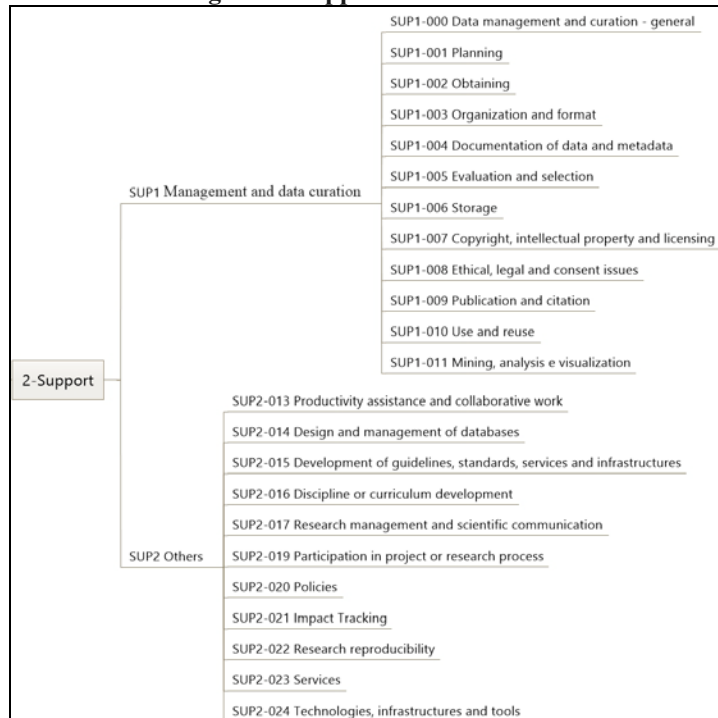 SUP1-000 Data management and curation - general
SUP1-001 Planning
SUP1-002 Obtaining
SUP1-003 Organization and format
SUP1-004 Documentation of data and metadata
SUP1 Management and data curation
SUP1-005 Evaluation and selection
SUP1-006 Storage
SUP1-007 Copyright, intellectual property and licensing
SUP1-008 Ethical, legal and consent issues
SUP1-009 Publication and citation
SUP1-010 Use and reuse
SUP1-011 Mining, analysis e visualization
2-Support
SUP2-013 Productivity assistance and collaborative work
SUP2-014 Design and management of databases
SUP2-015 Development of guidelines, standards, services and infrastructures
SUP2-016 Discipline or curriculum development
SUP2-017 Research management and scientific communication
SUP2 Others
SUP2-019 Participation in project or research process
SUP2-020 Policies
SUP2-021 Impact Tracking
SUP2-022 Research reproducibility
SUP2-023 Services
SUP2-024 Technologies, infrastructures and tools